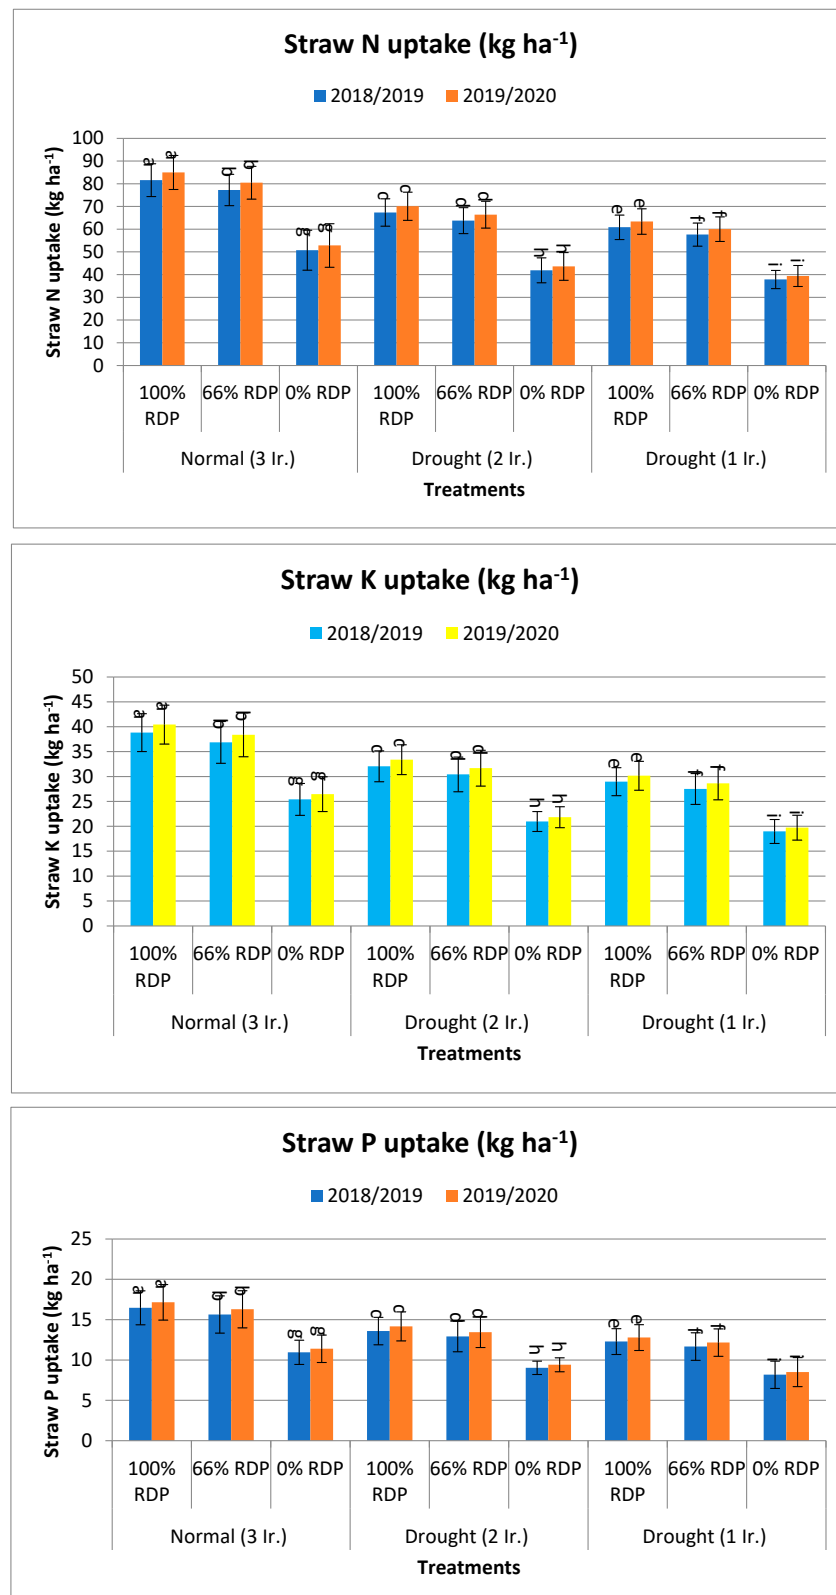 Straw N uptake (kg ha⁻¹)
2018/2019 2019/2020
Straw N uptake (kg ha⁻¹)
100
90
80
70
60
50
40
30
20
10
0
a a b b g g c c d d h h e e f f i i
100% RDP 66% RDP 0% RDP 100% RDP 66% RDP 0% RDP 100% RDP 66% RDP 0% RDP
Normal (3 Ir.) Drought (2 Ir.) Drought (1 Ir.)
Treatments
Straw K uptake (kg ha⁻¹)
2018/2019 2019/2020
Straw K uptake (kg ha⁻¹)
50
45
40
35
30
25
20
15
10
5
0
a a b b g g c c d d h h e e f f i i
100% RDP 66% RDP 0% RDP 100% RDP 66% RDP 0% RDP 100% RDP 66% RDP 0% RDP
Normal (3 Ir.) Drought (2 Ir.) Drought (1 Ir.)
Treatments
Straw P uptake (kg ha⁻¹)
2018/2019 2019/2020
Straw P uptake (kg ha⁻¹)
25
20
15
10
5
0
a a b b g g c c d d h h e e f f i i
100% RDP 66% RDP 0% RDP 100% RDP 66% RDP 0% RDP 100% RDP 66% RDP 0% RDP
Normal (3 Ir.) Drought (2 Ir.) Drought (1 Ir.)
Treatments